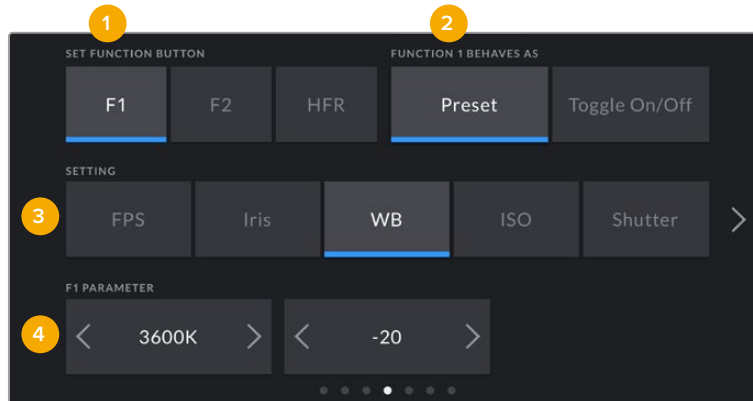 1 2
SET FUNCTION BUTTON FUNCTION 1 BEHAVES AS
F1 F2 HFR Preset Toggle On/Off
SETTING
3 FPS Iris WB ISO Shutter
F1 PARAMETER
4 3600K -20